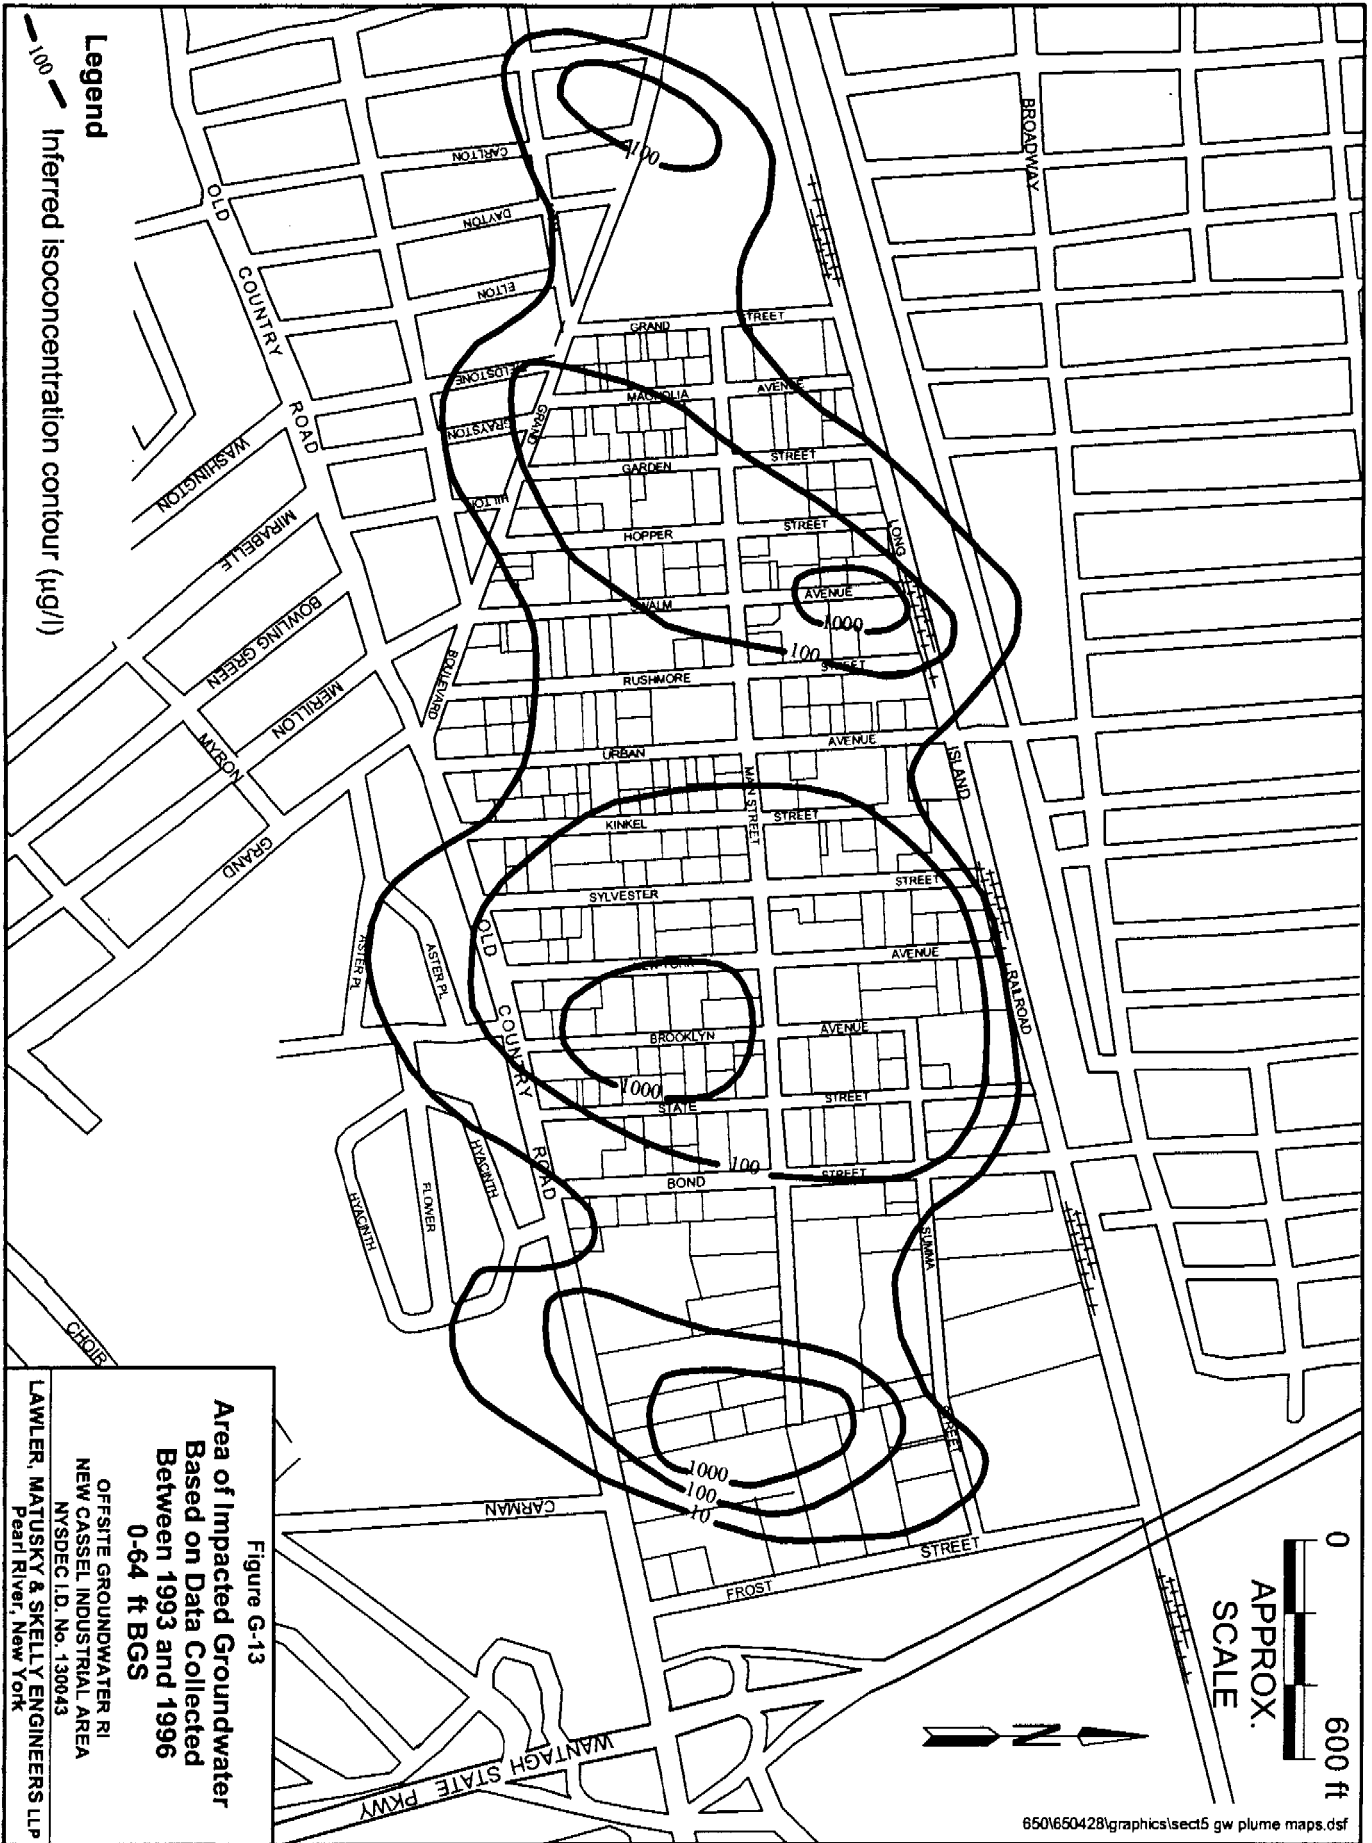 BROADWAY
CARLTON
DAYTON
ELTON
OLD
COUNTRY
ROAD
GRAND
STREET
MAGNOLIA
AVENUE
GRAYSTON
GRAND
GARDEN
STREET
HILTON
HOPPER
STREET
LONG
SWALM
AVENUE
RUSHMORE
STREET
BOULEVARD
URBAN
AVENUE
ISLAND
MAIN STREET
KINKEL
STREET
SYLVESTER
STREET
OLD
AVENUE
RAILROAD
ASTER PL
ASTER PL
COUNTRY
BROOKLYN
AVENUE
STATE
STREET
ROAD
BOND
STREET
HYACINTH
FLOWER
HYACINTH
SUMMA
STREET
CARMAN
FROST
STREET
WASHINGTON
MIRABELLE
BOWLING GREEN
MERILLON
MYRON
GRAND
CHOIR
WANTAGH STATE PKWY
100
1000
100
1000
100
1000
100
10
Legend
100 Inferred isoconcentration contour (µg/l)
0 600 ft
APPROX.
SCALE
N
Figure G-13
Area of Impacted Groundwater
Based on Data Collected
Between 1993 and 1996
0-64 ft BGS
OFFSITE GROUNDWATER RI
NEW CASSEL INDUSTRIAL AREA
NYSDEC I.D. No. 130043
LAWLER, MATUSKY & SKELLY ENGINEERS LLP
Pearl River, New York
650\650428\graphics\sect5 gw plume maps.dsf